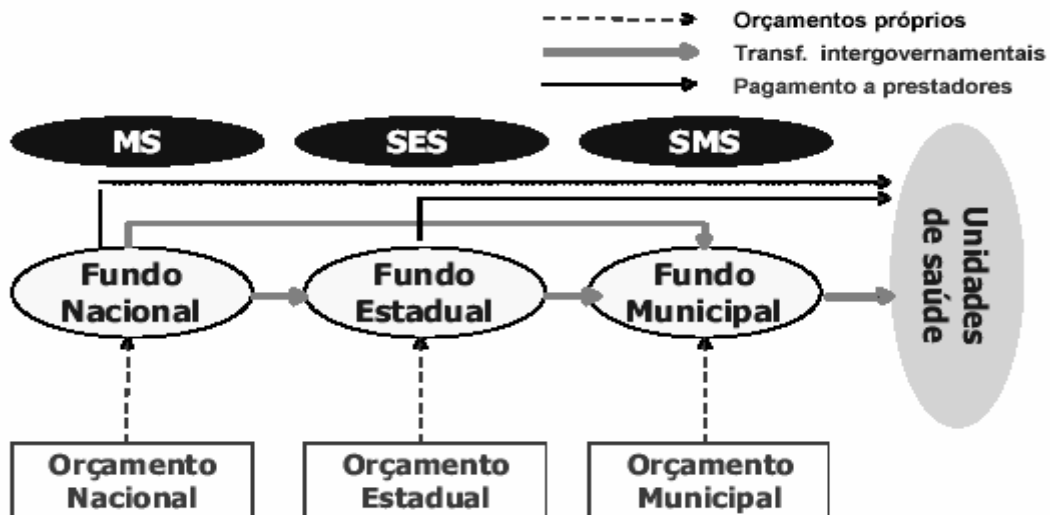 Orçamentos próprios
Transf. intergovernamentais
Pagamento a prestadores
MS
SES
SMS
Unidades
de saúde
Fundo
Nacional
Fundo
Estadual
Fundo
Municipal
Orçamento
Nacional
Orçamento
Estadual
Orçamento
Municipal